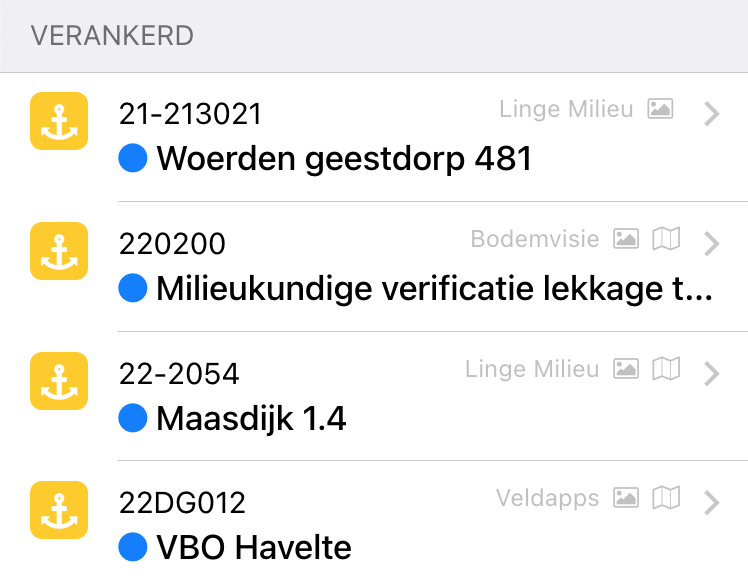 VERANKERD
21-213021 Linge Milieu
Woerden geestdorp 481
220200 Bodemvisie
Milieukundige verificatie lekkage t...
22-2054 Linge Milieu
Maasdijk 1.4
22DG012 Veldapps
VBO Havelte